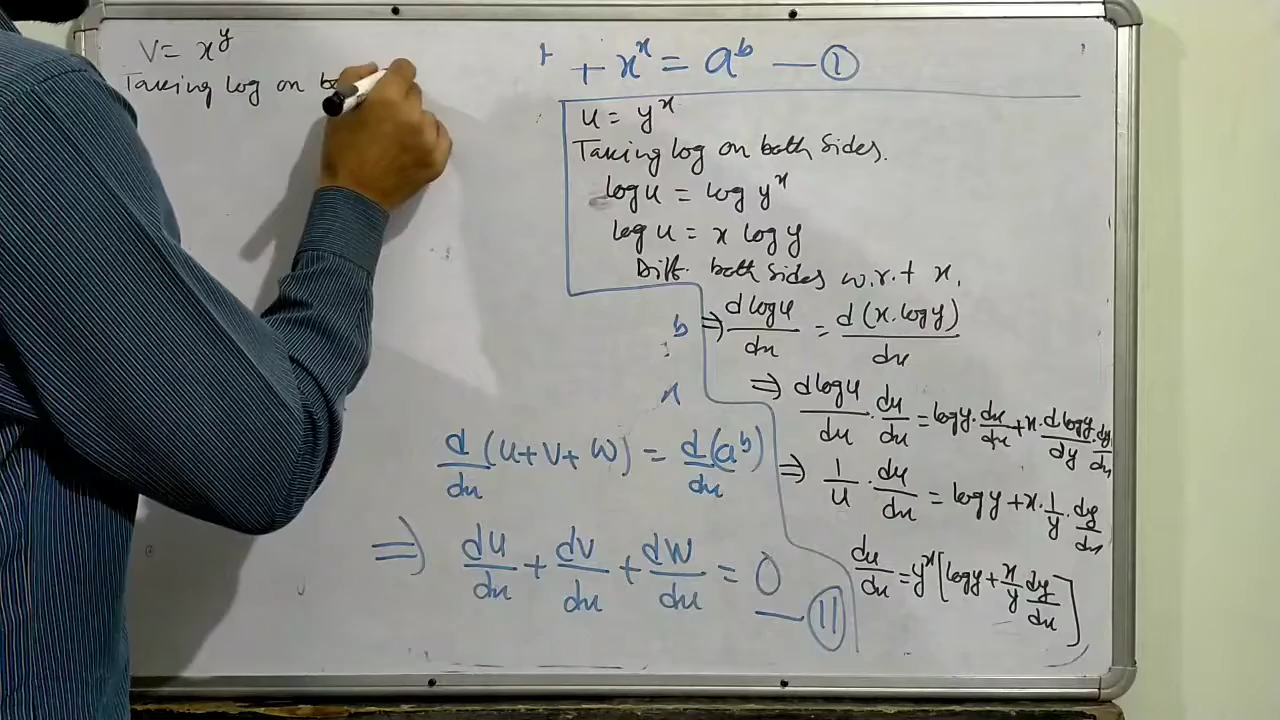 V = x^y
Taking log on b
+ x^x = a^b — ①
u = y^x
Taking log on both sides.
log u = log y^x
log u = x log y
Diff. both sides w.r.t x.
b ⇒ d log u / dx = d (x. log y) / dx
x
⇒ d log u / du · du/dx = log y · dx/dx + x · d log y / dy · dy/dx
d/dx (u + v + w) = d/dx (a^b)
⇒ 1/u · du/dx = log y + x · 1/y · dy/dx
⇒ du/dx + dv/dx + dw/dx = 0 — ⑪
du/dx = y^x [log y + x/y dy/dx]